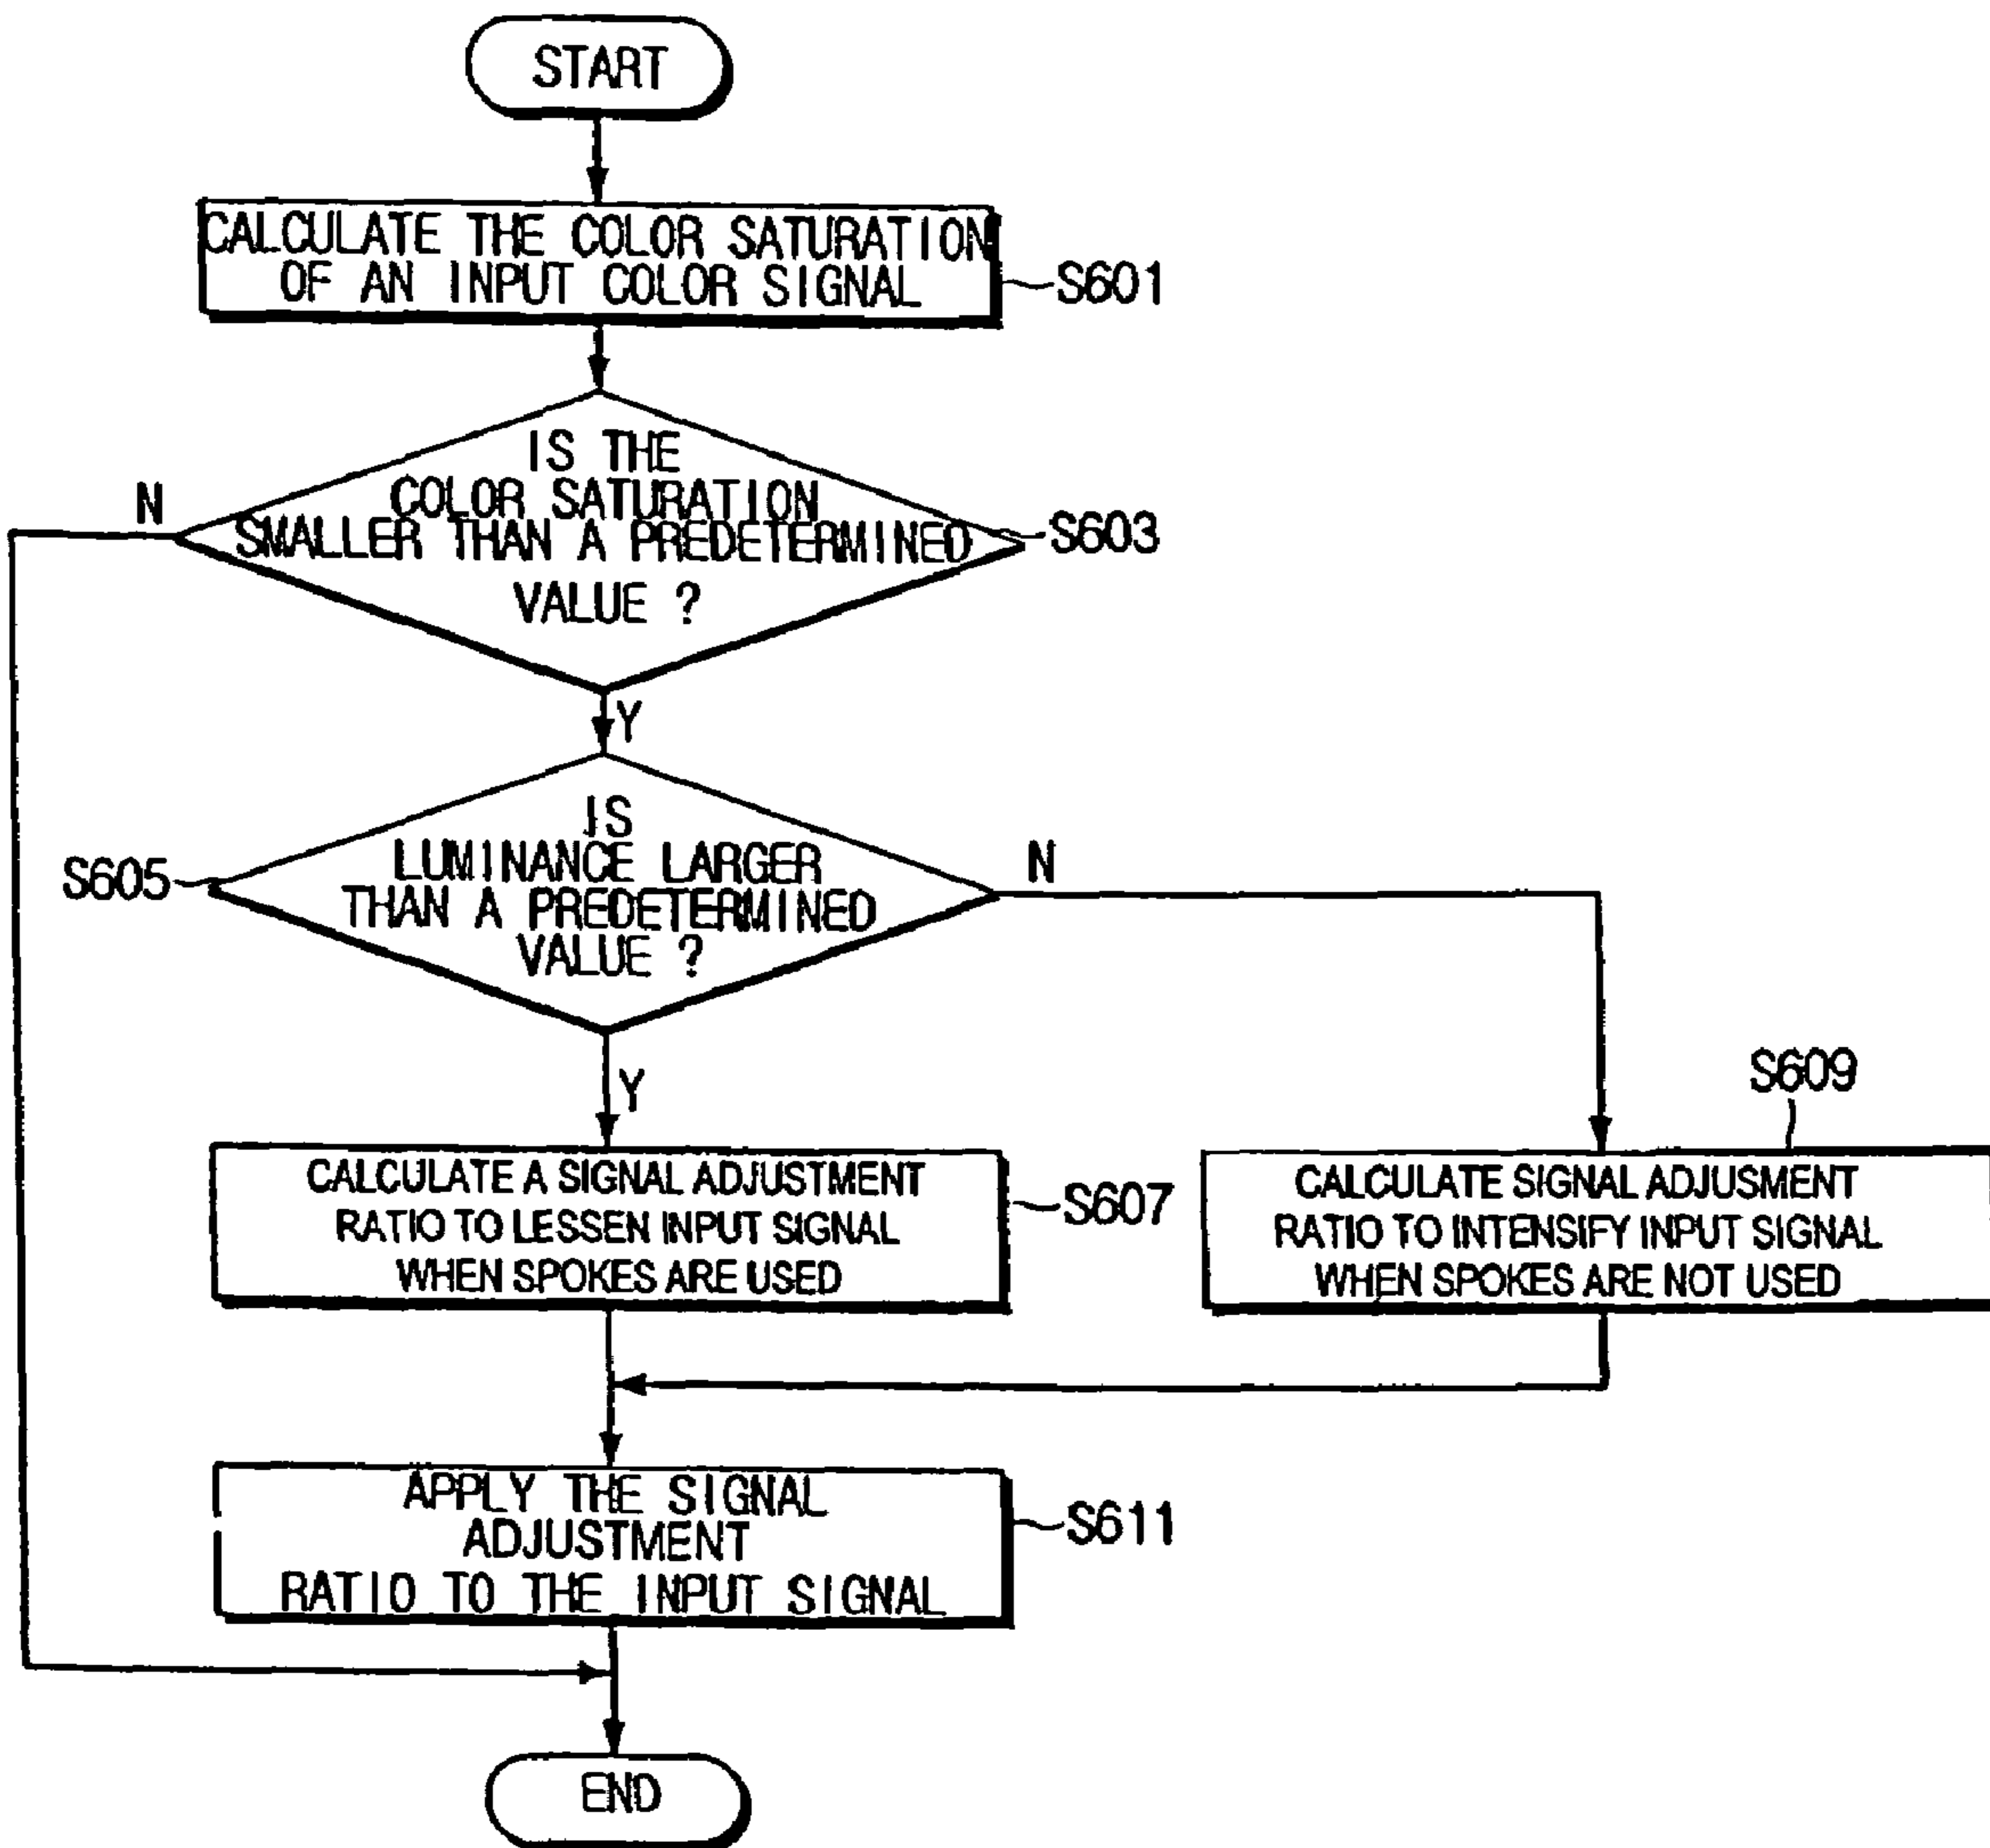 START
CALCULATE THE COLOR SATURATION
OF AN INPUT COLOR SIGNAL
S601
IS THE
COLOR SATURATION
SMALLER THAN A PREDETERMINED
VALUE ?
S603
N
Y
IS
LUMINANCE LARGER
THAN A PREDETERMINED
VALUE ?
S605
N
Y
CALCULATE A SIGNAL ADJUSTMENT
RATIO TO LESSEN INPUT SIGNAL
WHEN SPOKES ARE USED
S607
S609
CALCULATE SIGNAL ADJUSMENT
RATIO TO INTENSIFY INPUT SIGNAL
WHEN SPOKES ARE NOT USED
APPLY THE SIGNAL
ADJUSTMENT
RATIO TO THE INPUT SIGNAL
S611
END